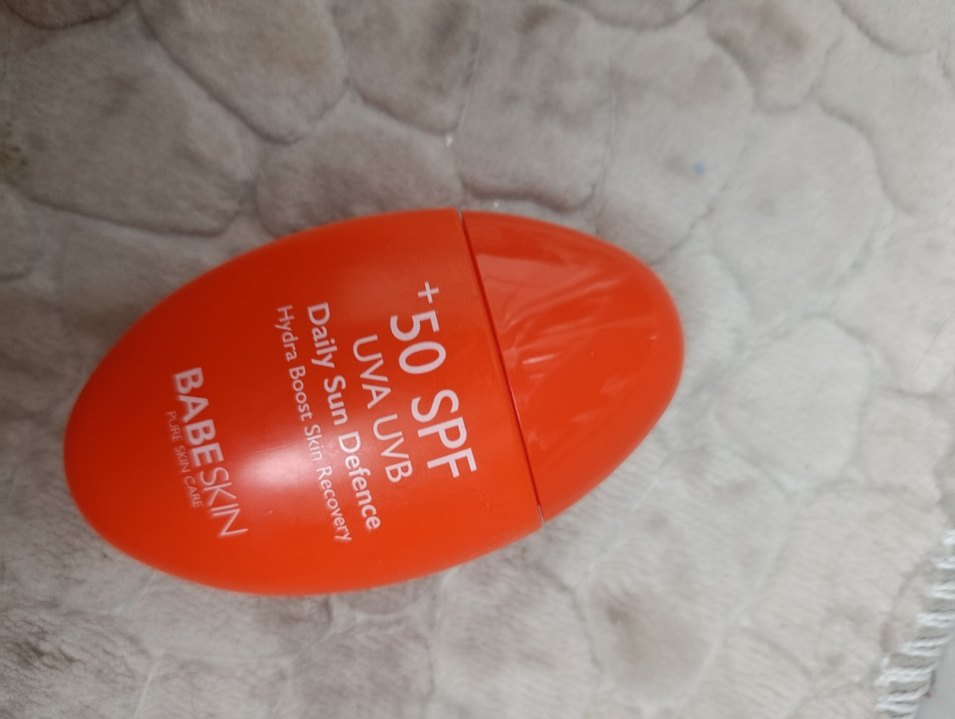 +50 SPF
UVA UVB
Daily Sun Defence
Hydra Boost Skin Recovery
BABESKIN
PURE SKIN CARE